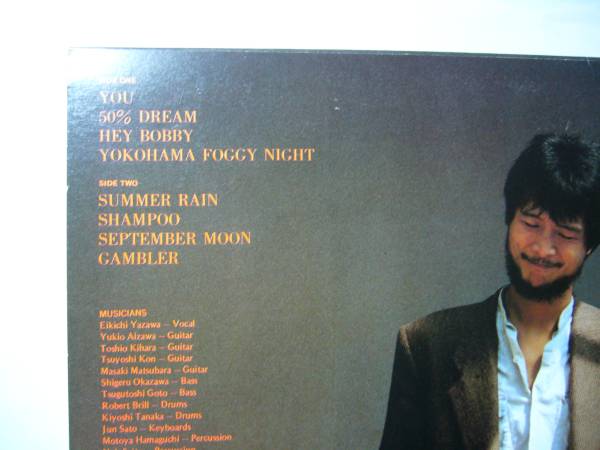 SIDE ONE
YOU
50% DREAM
HEY BOBBY
YOKOHAMA FOGGY NIGHT
SIDE TWO
SUMMER RAIN
SHAMPOO
SEPTEMBER MOON
GAMBLER
MUSICIANS
Eikichi Yazawa — Vocal
Yukio Aizawa — Guitar
Toshio Kihara — Guitar
Tsuyoshi Kon — Guitar
Masaki Matsubara — Guitar
Shigeru Okazawa — Bass
Tsugutoshi Goto — Bass
Robert Brill — Drums
Kiyoshi Tanaka — Drums
Jun Sato — Keyboards
Motoya Hamaguchi — Percussion